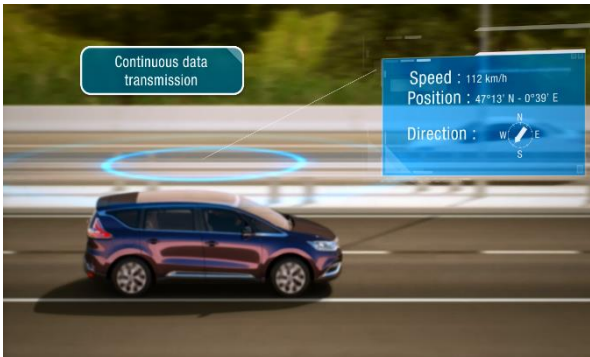 Continuous data
transmission
Speed : 112 km/h
Position : 47°13' N - 0°39' E
Direction :
N
W E
S